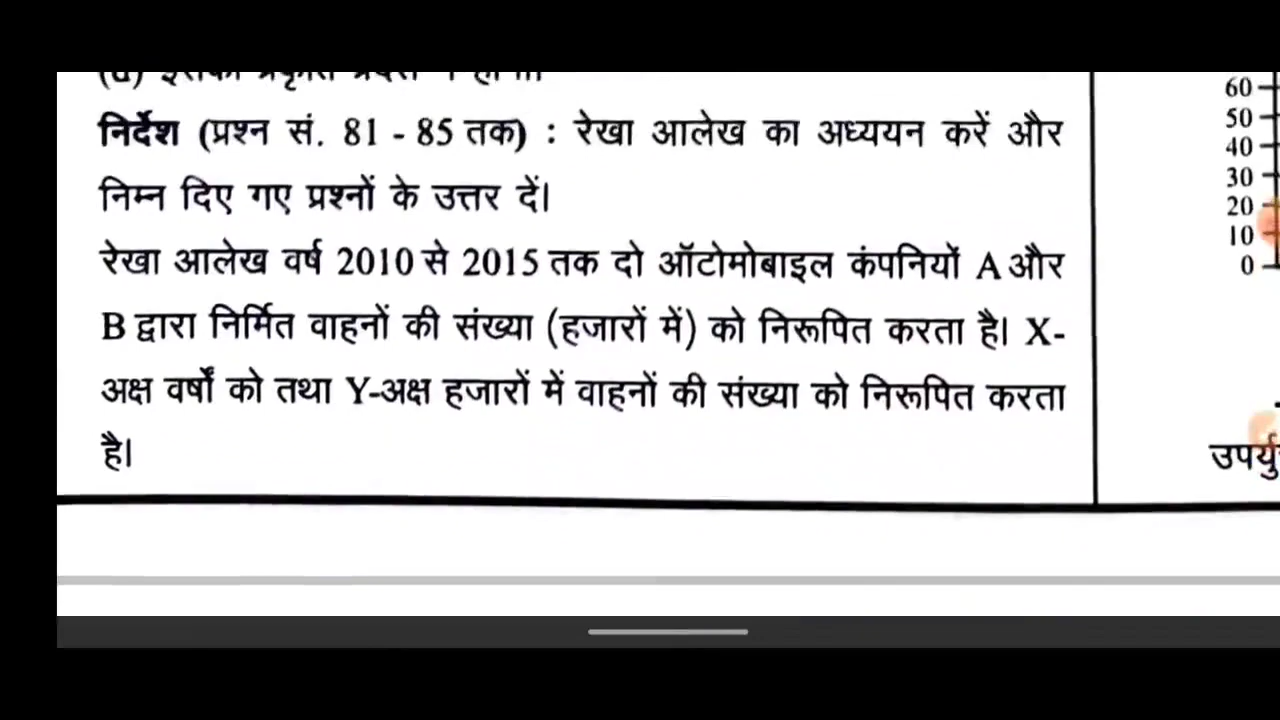 निर्देश (प्रश्न सं. 81 - 85 तक) : रेखा आलेख का अध्ययन करें और
निम्न दिए गए प्रश्नों के उत्तर दें।
रेखा आलेख वर्ष 2010 से 2015 तक दो ऑटोमोबाइल कंपनियों A और
B द्वारा निर्मित वाहनों की संख्या (हजारों में) को निरूपित करता है। X-
अक्ष वर्षों को तथा Y-अक्ष हजारों में वाहनों की संख्या को निरूपित करता
है।
60
50
40
30
20
10
0